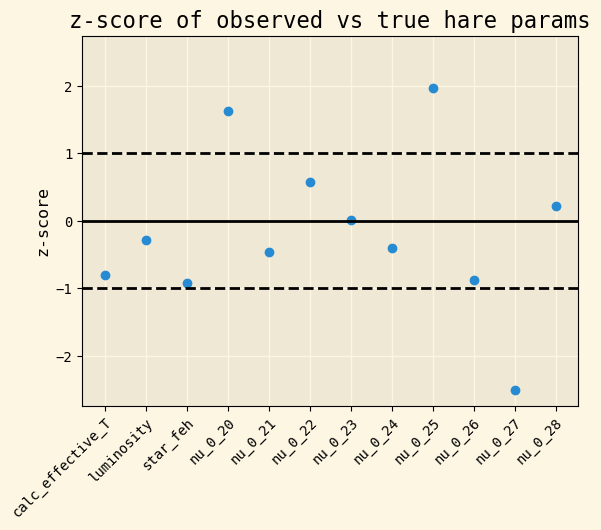 z-score of observed vs true hare params
z-score
2
1
0
−1
−2
calc_effective_T
luminosity
star_feh
nu_0_20
nu_0_21
nu_0_22
nu_0_23
nu_0_24
nu_0_25
nu_0_26
nu_0_27
nu_0_28